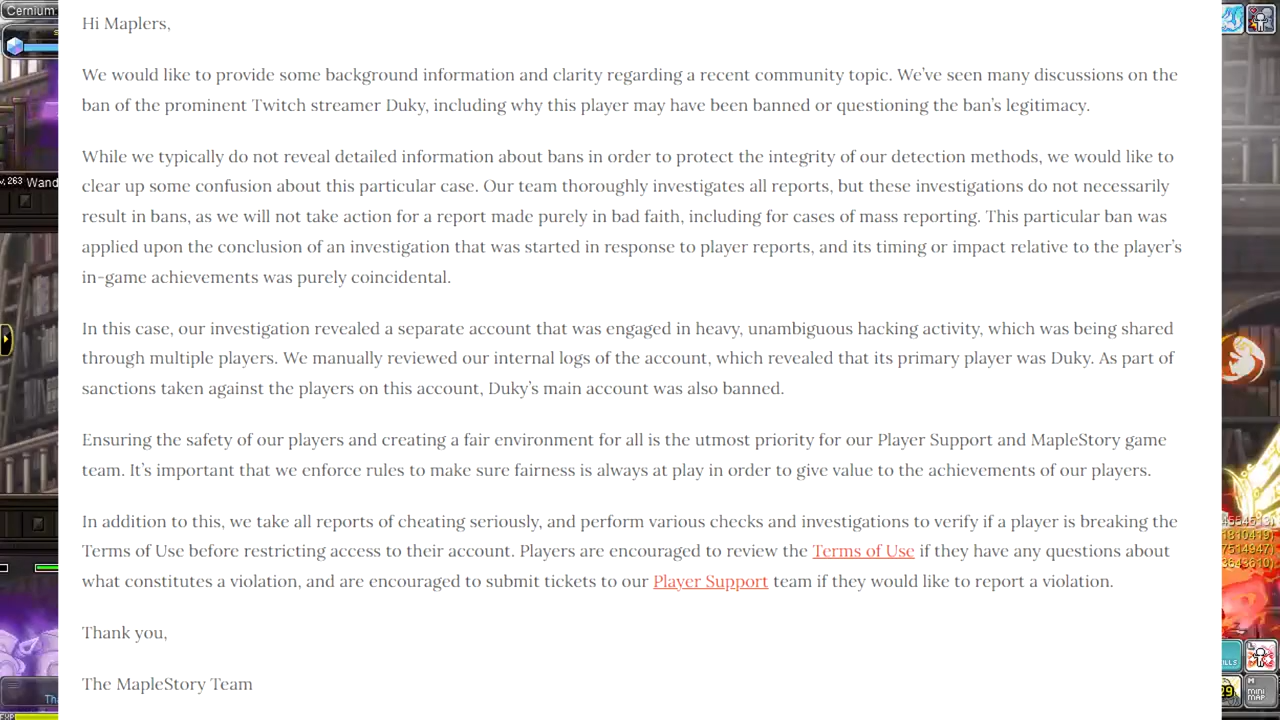 Cernium
Hi Maplers,
We would like to provide some background information and clarity regarding a recent community topic. We've seen many discussions on the
ban of the prominent Twitch streamer Duky, including why this player may have been banned or questioning the ban's legitimacy.
While we typically do not reveal detailed information about bans in order to protect the integrity of our detection methods, we would like to
clear up some confusion about this particular case. Our team thoroughly investigates all reports, but these investigations do not necessarily
result in bans, as we will not take action for a report made purely in bad faith, including for cases of mass reporting. This particular ban was
applied upon the conclusion of an investigation that was started in response to player reports, and its timing or impact relative to the player's
in-game achievements was purely coincidental.
In this case, our investigation revealed a separate account that was engaged in heavy, unambiguous hacking activity, which was being shared
through multiple players. We manually reviewed our internal logs of the account, which revealed that its primary player was Duky. As part of
sanctions taken against the players on this account, Duky's main account was also banned.
Ensuring the safety of our players and creating a fair environment for all is the utmost priority for our Player Support and MapleStory game
team. It's important that we enforce rules to make sure fairness is always at play in order to give value to the achievements of our players.
In addition to this, we take all reports of cheating seriously, and perform various checks and investigations to verify if a player is breaking the
Terms of Use before restricting access to their account. Players are encouraged to review the Terms of Use if they have any questions about
what constitutes a violation, and are encouraged to submit tickets to our Player Support team if they would like to report a violation.
Thank you,
The MapleStory Team
v.263 Wand
4554613)
1810419)
7514947)
3643610)
ILLS
29
M
MINI
MAP
Th
EXP